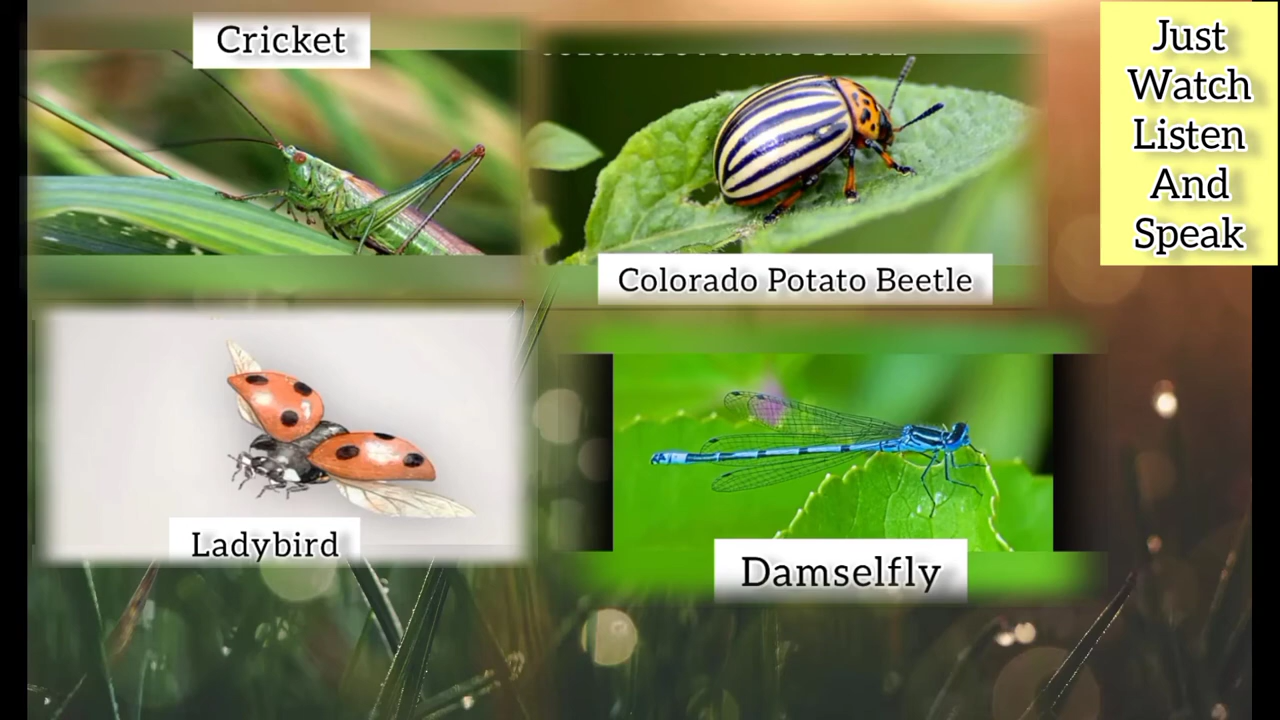 Cricket
Colorado Potato Beetle
Ladybird
Damselfly
Just
Watch
Listen
And
Speak